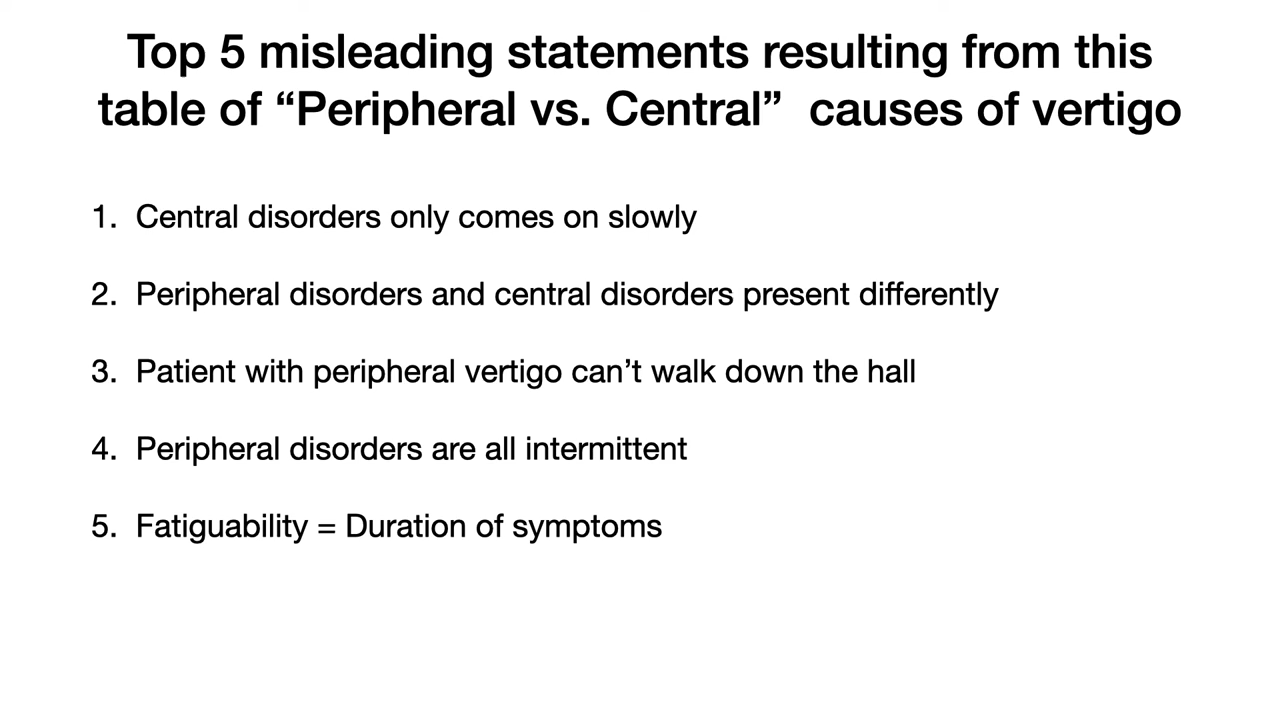 Top 5 misleading statements resulting from this
table of “Peripheral vs. Central”  causes of vertigo
1. Central disorders only comes on slowly
2. Peripheral disorders and central disorders present differently
3. Patient with peripheral vertigo can’t walk down the hall
4. Peripheral disorders are all intermittent
5. Fatiguability = Duration of symptoms